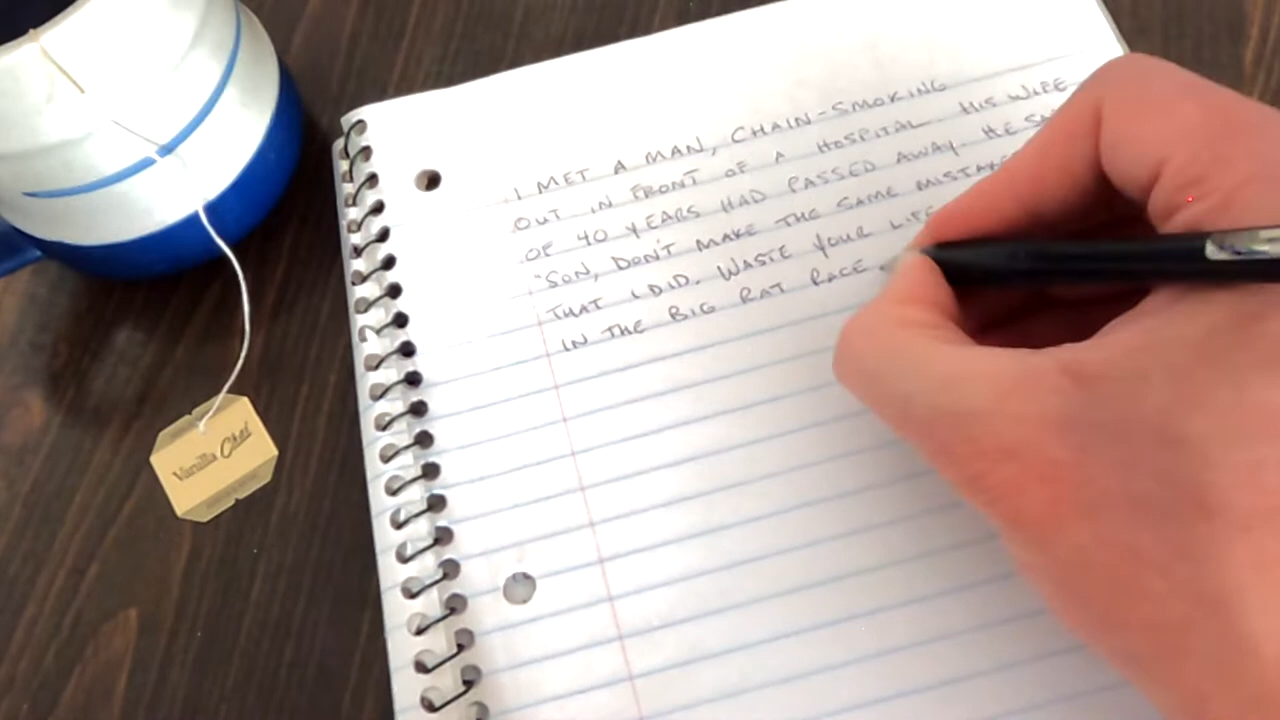 I MET A MAN, CHAIN-SMOKING
OUT IN FRONT OF A HOSPITAL HIS WIFE
OF 40 YEARS HAD PASSED AWAY. HE
"SON, DON'T MAKE THE SAME
THAT I DID. WASTE YOUR
IN THE BIG RAT RACE
Vanilla Chai